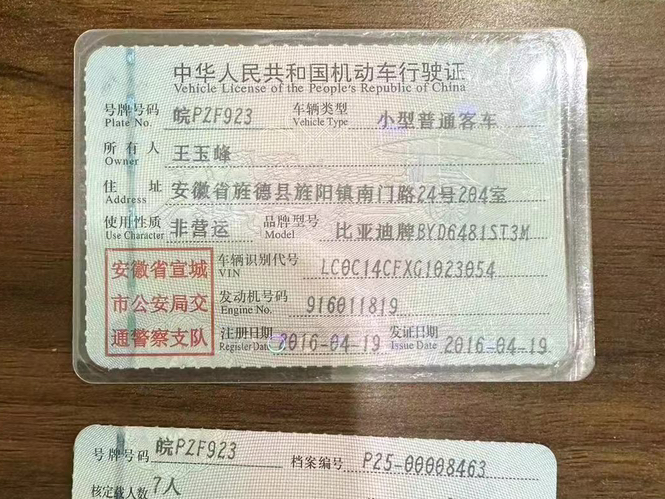 中华人民共和国机动车行驶证
Vehicle License of the People's Republic of China
号牌号码 皖PZF923 车辆类型 小型普通客车
Plate No. Vehicle Type
所有人 王玉峰
Owner
住址 安徽省旌德县旌阳镇南门路24号204室
Address
使用性质 非营运 品牌型号 比亚迪牌BYD6481ST3M
Use Character Model
安徽省宣城 车辆识别代号 LC0C14CFXG1023054
VIN
市公安局交 发动机号码 916011819
Engine No.
通警察支队 注册日期 2016-04-19 发证日期 2016-04-19
Register Date Issue Date
号牌号码 皖PZF923 档案编号 P25-00008463
核定载人数 7人